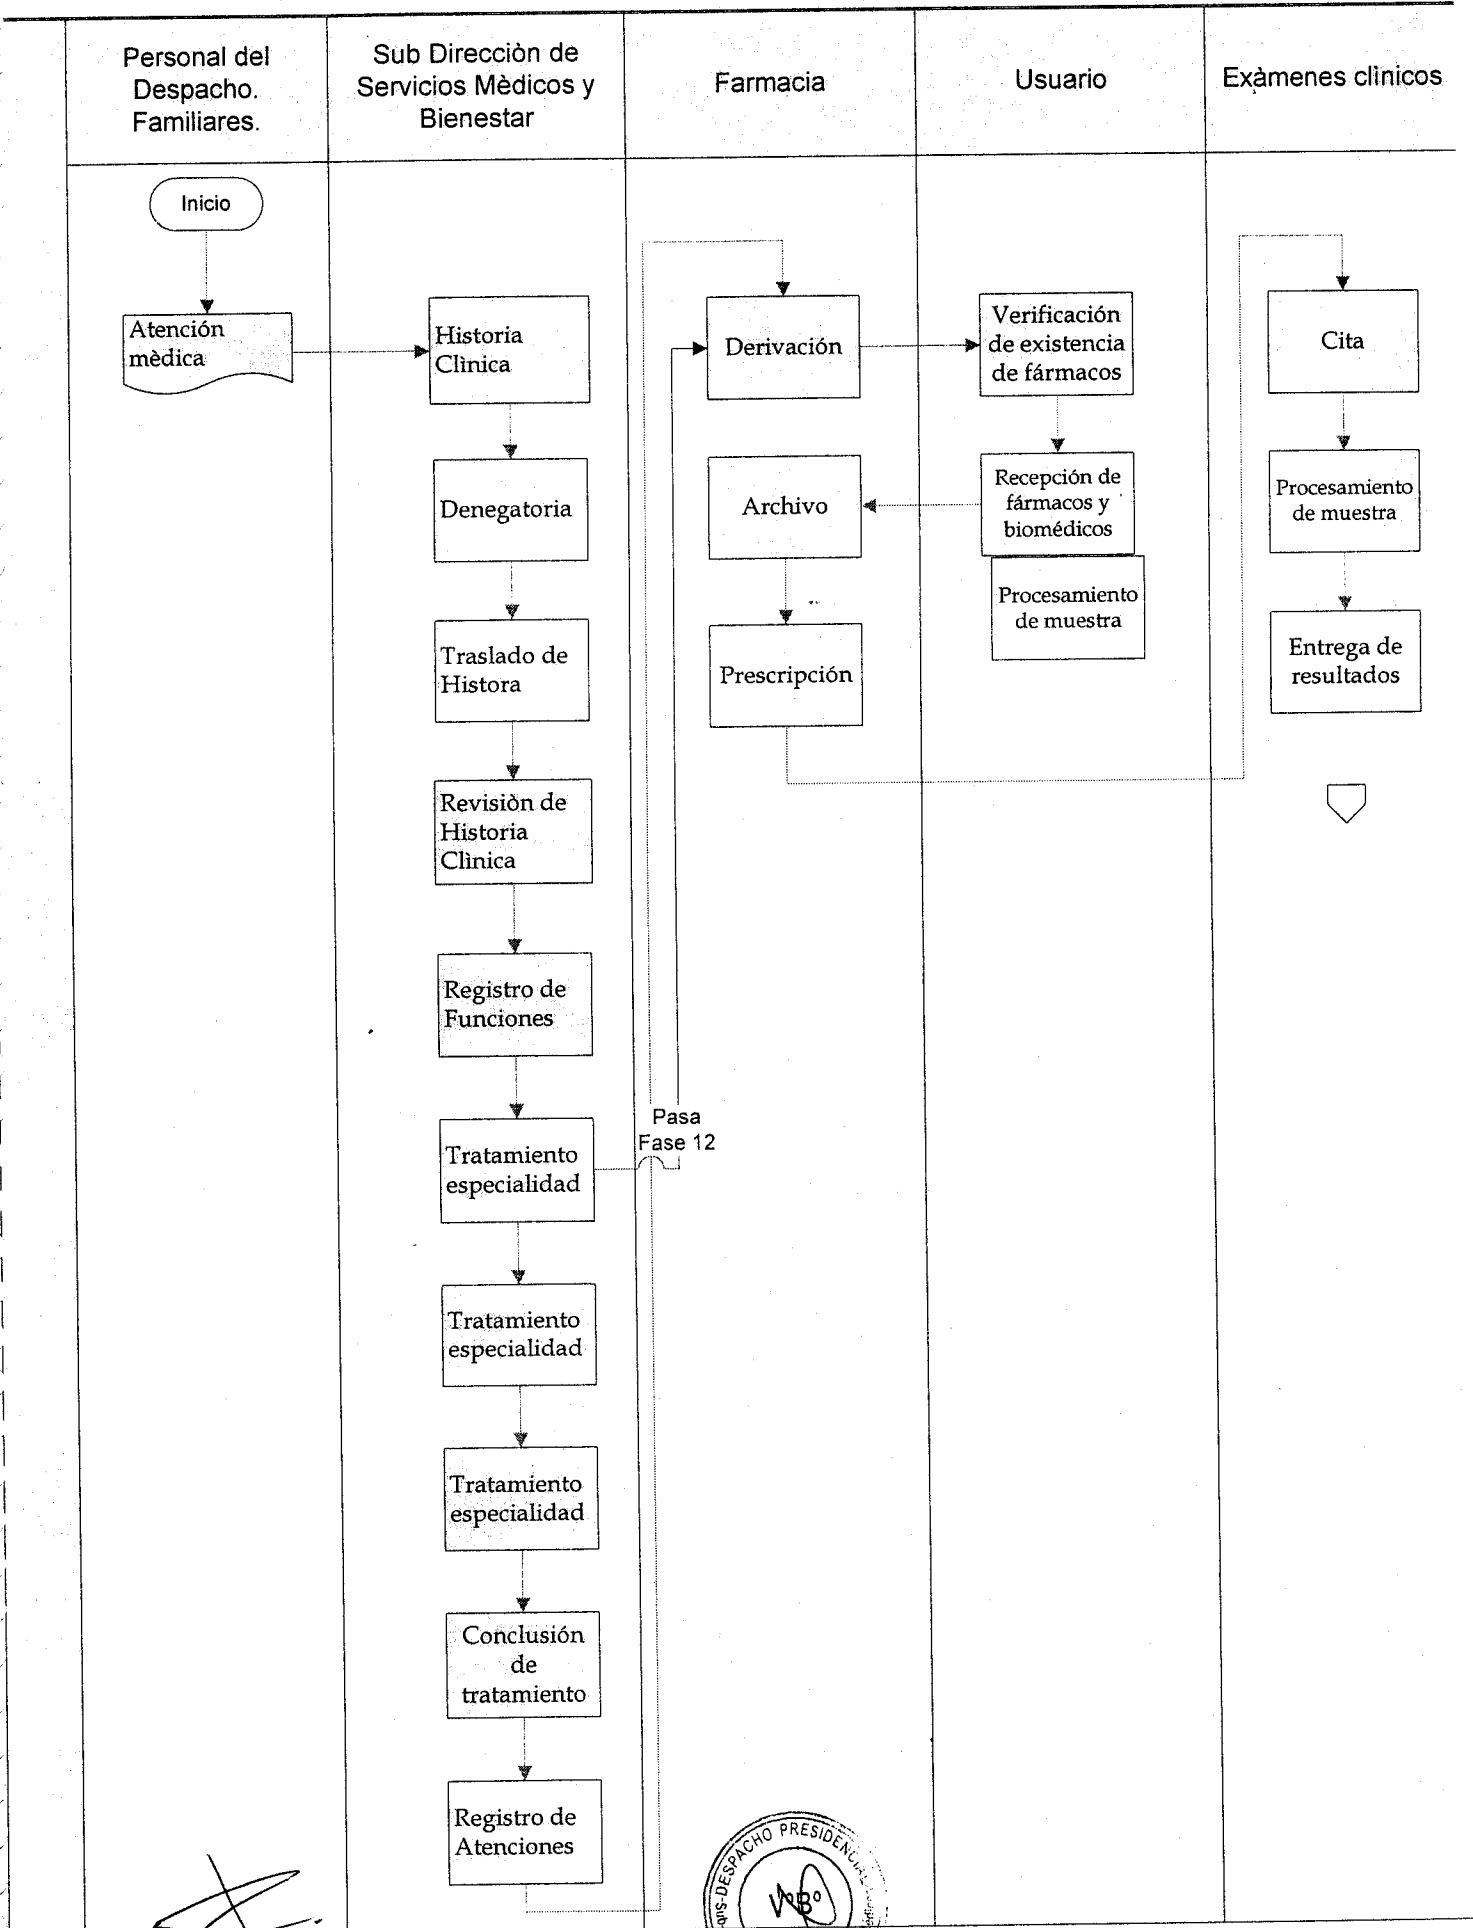 Personal del
Despacho.
Familiares.
Sub Direcciòn de
Servicios Mèdicos y
Bienestar
Farmacia
Usuario
Exàmenes clìnicos
Inicio
Atención
mèdica
Historia
Clìnica
Denegatoria
Traslado de
Histora
Revisiòn de
Historia
Clìnica
Registro de
Funciones
Tratamiento
especialidad
Pasa
Fase 12
Tratamiento
especialidad
Tratamiento
especialidad
Conclusión
de
tratamiento
Registro de
Atenciones
Derivación
Archivo
Prescripción
Verificación
de existencia
de fármacos
Recepción de
fármacos y
biomédicos
Procesamiento
de muestra
Cita
Procesamiento
de muestra
Entrega de
resultados
DESPACHO PRESIDENCIAL
VºBº